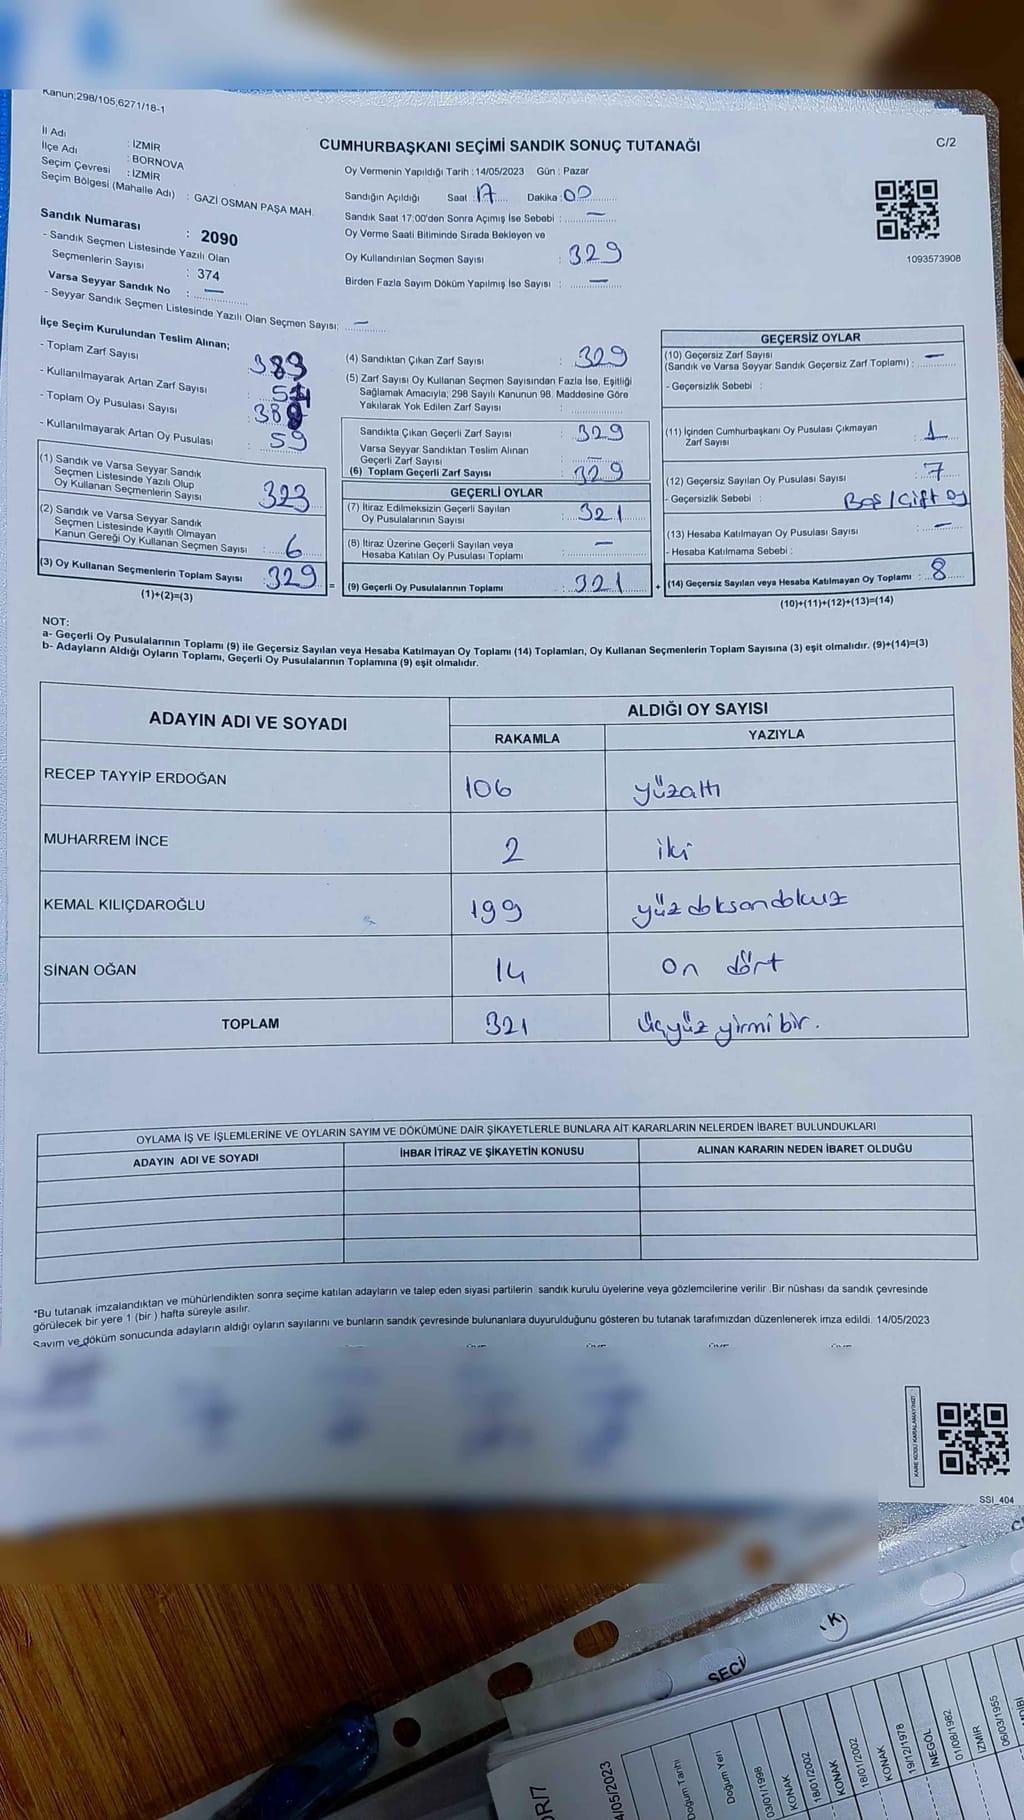 Kanun;298/105;6271/18-1
İl Adı : İZMİR
İlçe Adı : BORNOVA
Seçim Çevresi : İZMİR
Seçim Bölgesi (Mahalle Adı) : GAZİ OSMAN PAŞA MAH.
CUMHURBAŞKANI SEÇİMİ SANDIK SONUÇ TUTANAĞI
C/2
Oy Vermenin Yapıldığı Tarih : 14/05/2023 Gün : Pazar
Sandığın Açıldığı Saat : 17 Dakika : 00
Sandık Saat 17:00'den Sonra Açımış İse Sebebi : —
Oy Verme Saati Bitiminde Sırada Bekleyen ve
Oy Kullandırılan Seçmen Sayısı : 329
Birden Fazla Sayım Döküm Yapılmış İse Sayısı : —
1093573908
Sandık Numarası : 2090
- Sandık Seçmen Listesinde Yazılı Olan
Seçmenlerin Sayısı : 374
Varsa Seyyar Sandık No : —
- Seyyar Sandık Seçmen Listesinde Yazılı Olan Seçmen Sayısı: —
İlçe Seçim Kurulundan Teslim Alınan;
- Toplam Zarf Sayısı : 383
- Kullanılmayarak Artan Zarf Sayısı :
- Toplam Oy Pusulası Sayısı :
- Kullanılmayarak Artan Oy Pusulası : 59
(1) Sandık ve Varsa Seyyar Sandık
Seçmen Listesinde Yazılı Olup
Oy Kullanan Seçmenlerin Sayısı : 323
(2) Sandık ve Varsa Seyyar Sandık
Seçmen Listesinde Kayıtlı Olmayan
Kanun Gereği Oy Kullanan Seçmen Sayısı : 6
(3) Oy Kullanan Seçmenlerin Toplam Sayısı : 329 =
(1)+(2)=(3)
(4) Sandıktan Çıkan Zarf Sayısı : 329
(5) Zarf Sayısı Oy Kullanan Seçmen Sayısından Fazla İse, Eşitliği
Sağlamak Amacıyla; 298 Sayılı Kanunun 98. Maddesine Göre
Yakılarak Yok Edilen Zarf Sayısı :
Sandıkta Çıkan Geçerli Zarf Sayısı : 329
Varsa Seyyar Sandıktan Teslim Alınan
Geçerli Zarf Sayısı : —
(6) Toplam Geçerli Zarf Sayısı : 329
GEÇERLİ OYLAR
(7) İtiraz Edilmeksizin Geçerli Sayılan
Oy Pusulalarının Sayısı : 321
(8) İtiraz Üzerine Geçerli Sayılan veya
Hesaba Katılan Oy Pusulası Toplamı : —
(9) Geçerli Oy Pusulalarının Toplamı : 321 +
GEÇERSİZ OYLAR
(10) Geçersiz Zarf Sayısı
(Sandık ve Varsa Seyyar Sandık Geçersiz Zarf Toplamı) : —
- Geçersizlik Sebebi :
(11) İçinden Cumhurbaşkanı Oy Pusulası Çıkmayan
Zarf Sayısı : 1
(12) Geçersiz Sayılan Oy Pusulası Sayısı : 7
- Geçersizlik Sebebi : Boş / Çift oy
(13) Hesaba Katılmayan Oy Pusulası Sayısı : —
- Hesaba Katılmama Sebebi :
(14) Geçersiz Sayılan veya Hesaba Katılmayan Oy Toplamı : 8
(10)+(11)+(12)+(13)=(14)
NOT:
a- Geçerli Oy Pusulalarının Toplamı (9) ile Geçersiz Sayılan veya Hesaba Katılmayan Oy Toplamı (14) Toplamları, Oy Kullanan Seçmenlerin Toplam Sayısına (3) eşit olmalıdır. (9)+(14)=(3)
b- Adayların Aldığı Oyların Toplamı, Geçerli Oy Pusulalarının Toplamına (9) eşit olmalıdır.
ADAYIN ADI VE SOYADI
ALDIĞI OY SAYISI
RAKAMLA YAZIYLA
RECEP TAYYİP ERDOĞAN 106 yüzaltı
MUHARREM İNCE 2 iki
KEMAL KILIÇDAROĞLU 199 yüz doksandokuz
SİNAN OĞAN 14 on dört
TOPLAM 321 üçyüz yirmi bir.
OYLAMA İŞ VE İŞLEMLERİNE VE OYLARIN SAYIM VE DÖKÜMÜNE DAİR ŞİKAYETLERLE BUNLARA AİT KARARLARIN NELERDEN İBARET BULUNDUKLARI
ADAYIN ADI VE SOYADI İHBAR İTİRAZ VE ŞİKAYETİN KONUSU ALINAN KARARIN NEDEN İBARET OLDUĞU
*Bu tutanak imzalandıktan ve mühürlendikten sonra seçime katılan adayların ve talep eden siyasi partilerin sandık kurulu üyelerine veya gözlemcilerine verilir. Bir nüshası da sandık çevresinde
görülecek bir yere 1 (bir) hafta süreyle asılır.
Sayım ve döküm sonucunda adayların aldığı oyların sayılarını ve bunların sandık çevresinde bulunanlara duyurulduğunu gösteren bu tutanak tarafımızdan düzenlenerek imza edildi. 14/05/2023
KARE KODU KARALAMAYINIZ!
SSI_404
SEÇİ
K
Doğum Tarihi
Doğum Yeri
03/01/1998
KONAK
18/01/2002
KONAK
18/01/2002
KONAK
19/12/1978
İNEGÖL
01/08/1982
İZMİR
06/03/1955